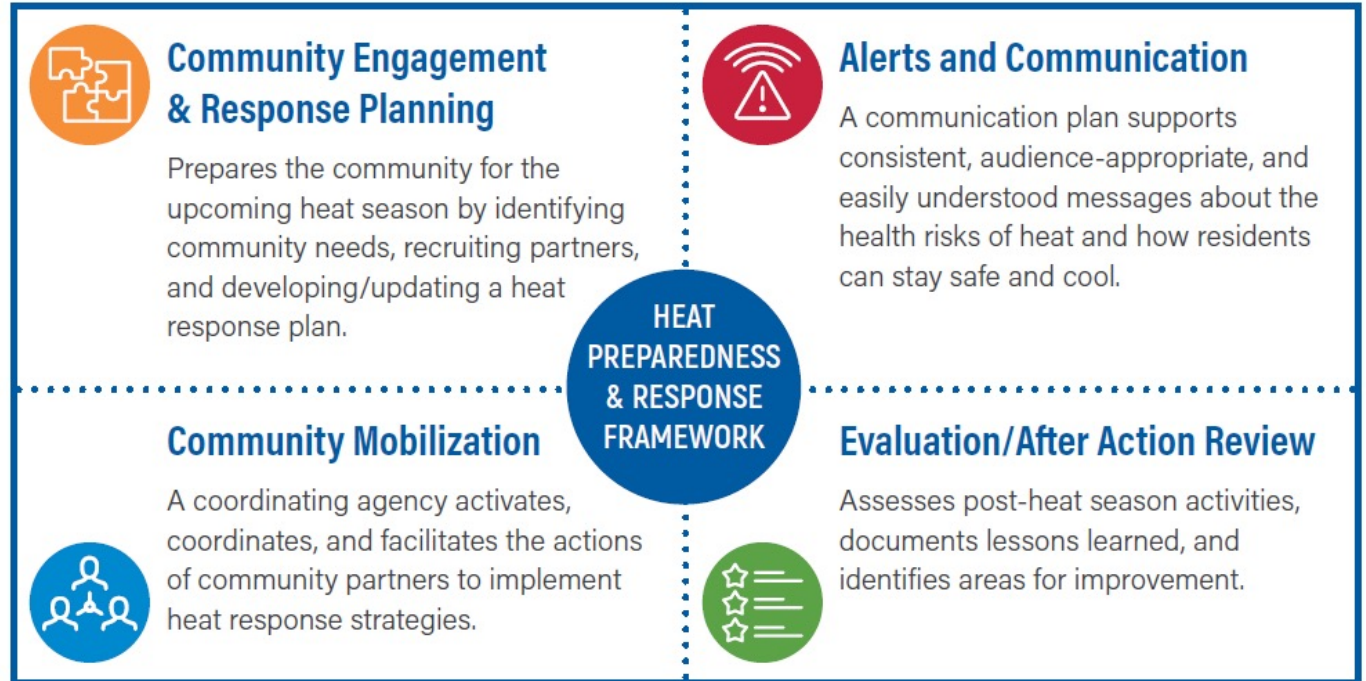 Community Engagement
& Response Planning
Prepares the community for the
upcoming heat season by identifying
community needs, recruiting partners,
and developing/updating a heat
response plan.
Alerts and Communication
A communication plan supports
consistent, audience-appropriate, and
easily understood messages about the
health risks of heat and how residents
can stay safe and cool.
HEAT
PREPAREDNESS
& RESPONSE
FRAMEWORK
Community Mobilization
A coordinating agency activates,
coordinates, and facilitates the actions
of community partners to implement
heat response strategies.
Evaluation/After Action Review
Assesses post-heat season activities,
documents lessons learned, and
identifies areas for improvement.